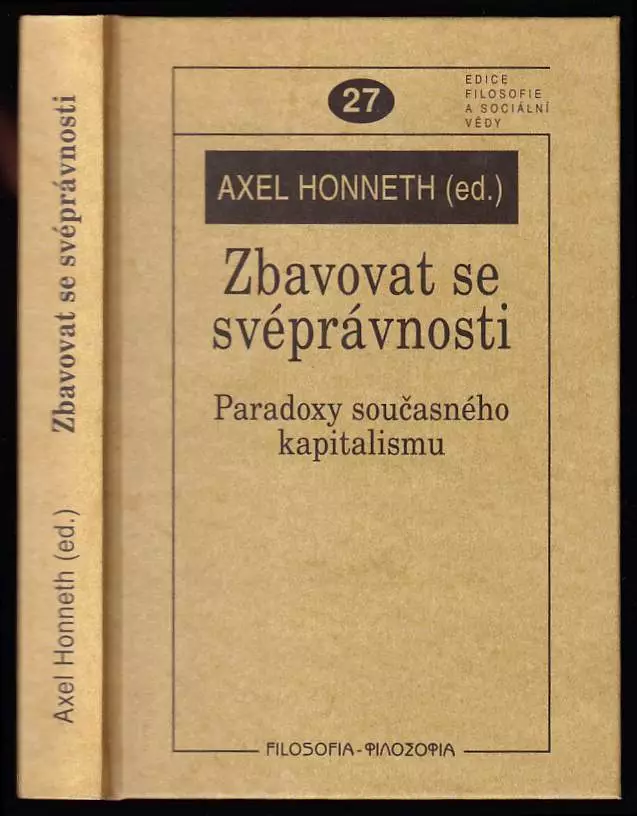 Axel Honneth (ed.) Zbavovat se svéprávnosti
27
EDICE
FILOSOFIE
A SOCIÁLNÍ
VĚDY
AXEL HONNETH (ed.)
Zbavovat se
svéprávnosti
Paradoxy současného
kapitalismu
FILOSOFIA-ΦΙΛΟΣΟΦΙΑ